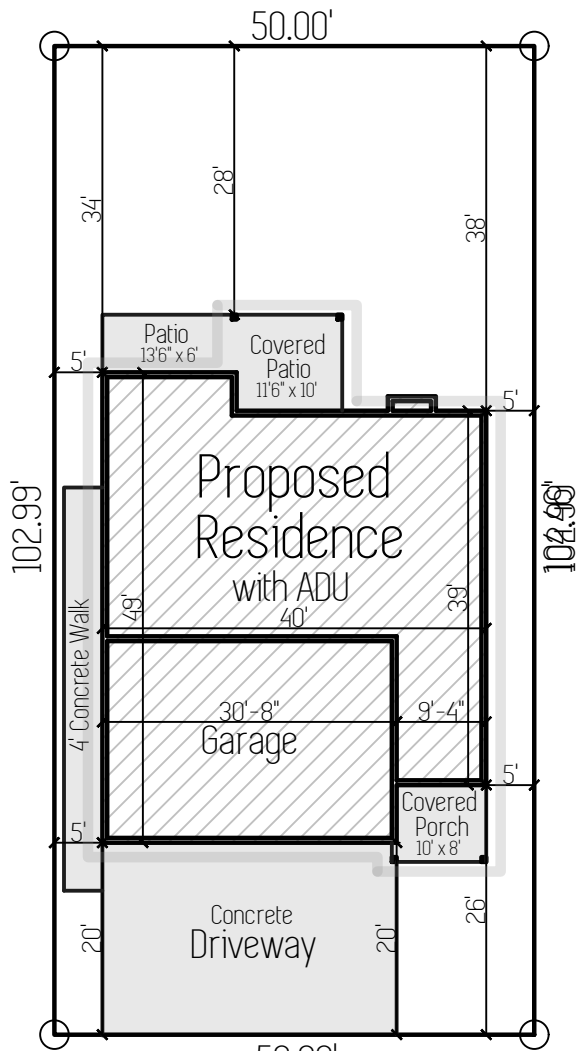 50.00'
34'
28'
38'
Patio
13'6" x 6'
Covered
Patio
11'6" x 10'
5'
5'
102.99'
Proposed
Residence
with ADU
4' Concrete Walk
49'
40'
39'
30'-8"
9'-4"
Garage
5'
Covered
Porch
10' x 8'
5'
20'
Concrete
Driveway
20'
26'